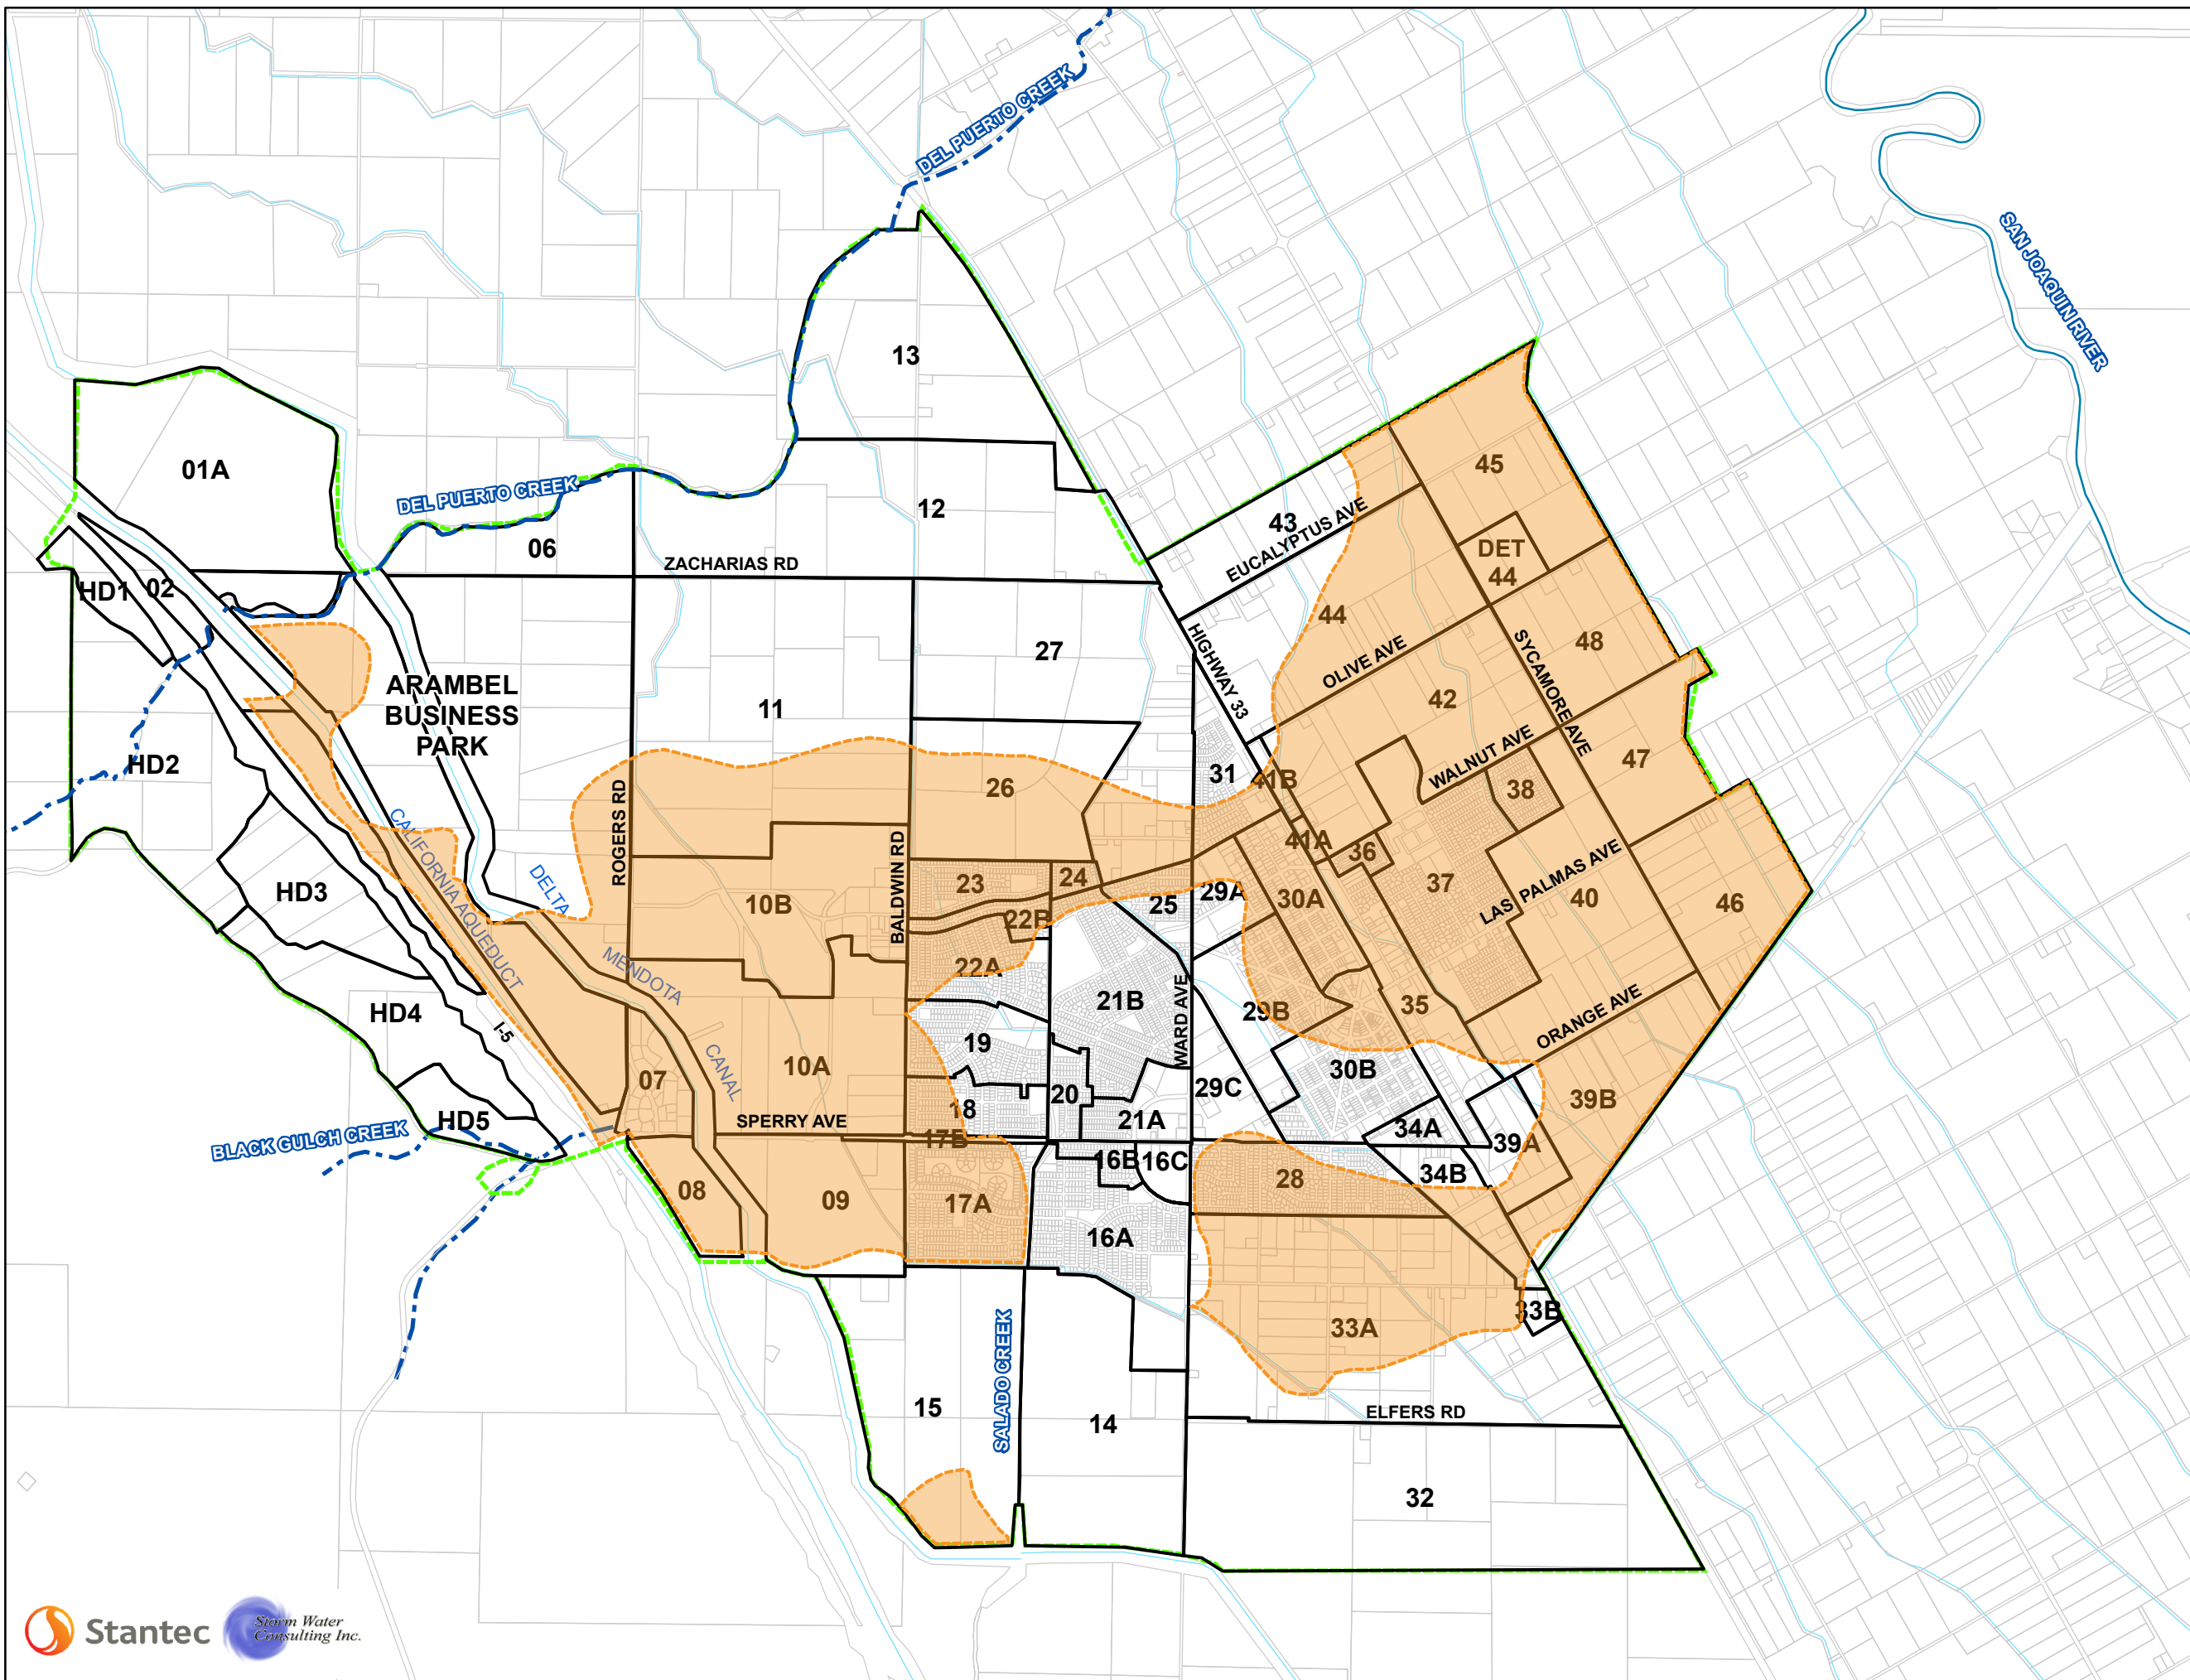 DEL PUERTO CREEK
SAN JOAQUIN RIVER
13
01A
45
DEL PUERTO CREEK
12
43
EUCALYPTUS AVE
06
DET
44
ZACHARIAS RD
HD1
02
44
48
SYCAMORE AVE
27
OLIVE AVE
HIGHWAY 33
ARAMBEL
BUSINESS
PARK
11
42
HD2
31
WALNUT AVE
47
26
41B
38
ROGERS RD
CALIFORNIA AQUEDUCT
41A
36
BALDWIN RD
HD3
DELTA
23
24
37
LAS PALMAS AVE
10B
25
29A
30A
40
46
22B
22A
MENDOTA
21B
HD4
I-5
29B
35
ORANGE AVE
WARD AVE
19
CANAL
10A
07
30B
20
29C
39B
18
HD5
SPERRY AVE
21A
34A
BLACK GULCH CREEK
17B
39A
16B
16C
34B
08
09
17A
28
16A
33B
33A
SALADO CREEK
15
14
ELFERS RD
32
Stantec
Storm Water
Consulting Inc.